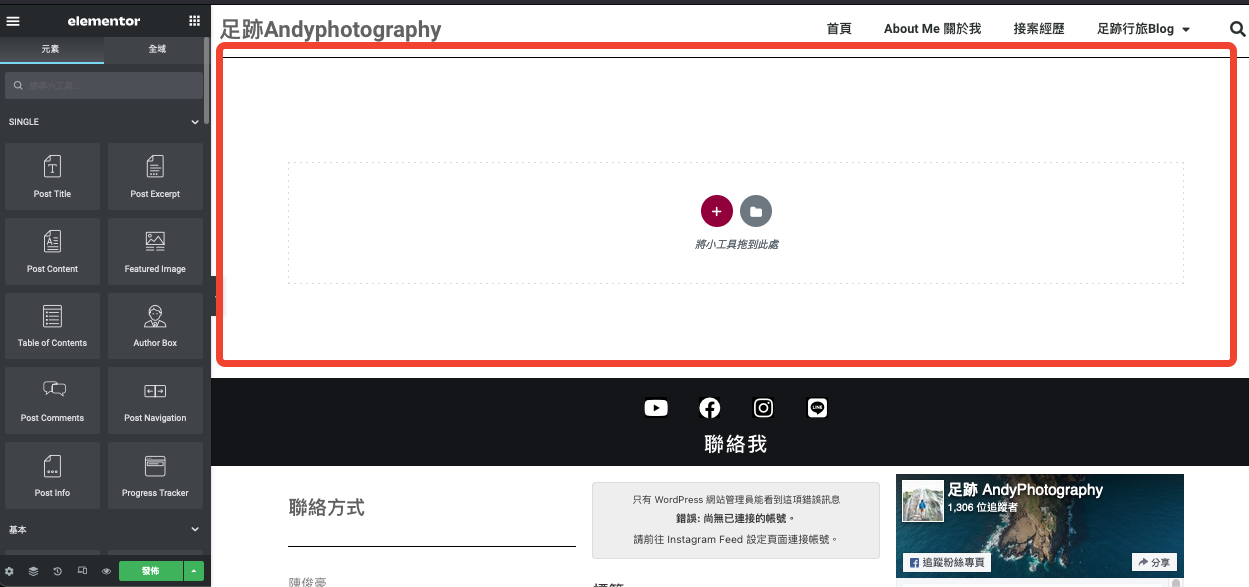 elementor
元素
全域
搜尋小工具...
SINGLE
Post Title
Post Excerpt
Post Content
Featured Image
Table of Contents
Author Box
Post Comments
Post Navigation
Post Info
Progress Tracker
基本
發佈
足跡Andyphotography
首頁
About Me 關於我
接案經歷
足跡行旅Blog
將小工具拖到此處
LINE
聯絡我
聯絡方式
陳俊豪
只有 WordPress 網站管理員能看到這項錯誤訊息
錯誤: 尚無已連接的帳號。
請前往 Instagram Feed 設定頁面連接帳號。
標籤
足跡 AndyPhotography
1,306 位追蹤者
追蹤粉絲專頁
分享